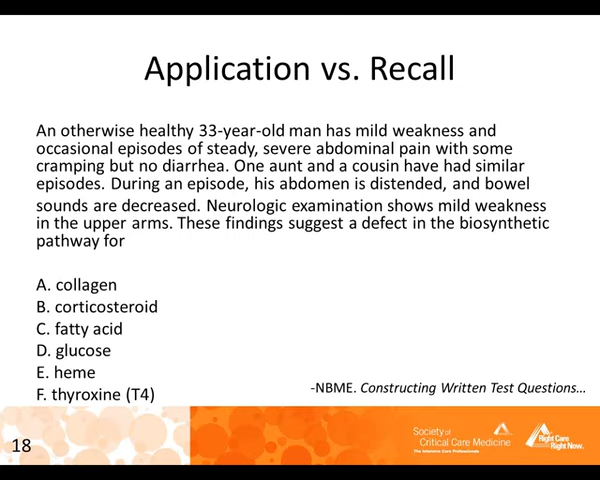 Application vs. Recall
An otherwise healthy 33-year-old man has mild weakness and
occasional episodes of steady, severe abdominal pain with some
cramping but no diarrhea. One aunt and a cousin have had similar
episodes. During an episode, his abdomen is distended, and bowel
sounds are decreased. Neurologic examination shows mild weakness
in the upper arms. These findings suggest a defect in the biosynthetic
pathway for
A. collagen
B. corticosteroid
C. fatty acid
D. glucose
E. heme
F. thyroxine (T4)
-NBME. Constructing Written Test Questions…
18
Society of
Critical Care Medicine
The Intensive Care Professionals
Right Care
Right Now.